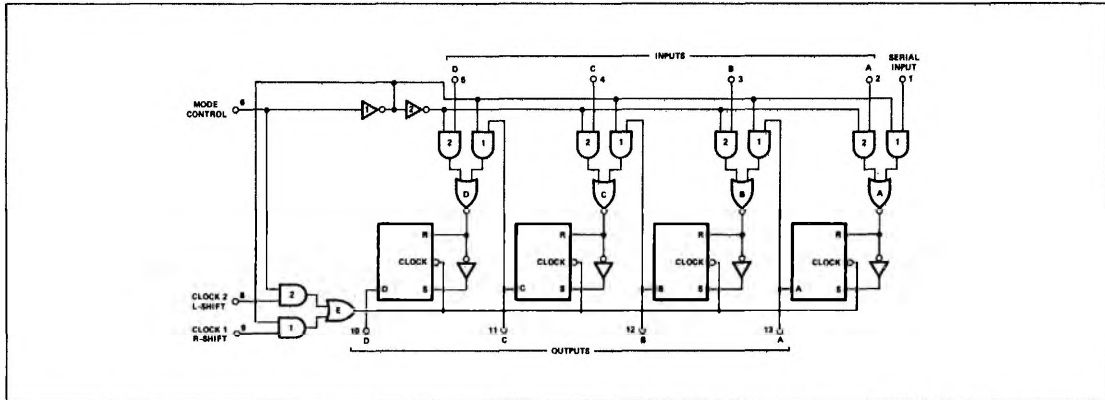 INPUTS
D C B A SERIAL INPUT
5 4 3 2 1
MODE CONTROL 6
1 2
2 1 2 1 2 1 2 1
D C B A
R R R R
CLOCK CLOCK CLOCK CLOCK
D S C S B S A S
CLOCK 2 L-SHIFT 8
2
E
CLOCK 1 R-SHIFT 9
1
10 11 12 13
D C B A
OUTPUTS